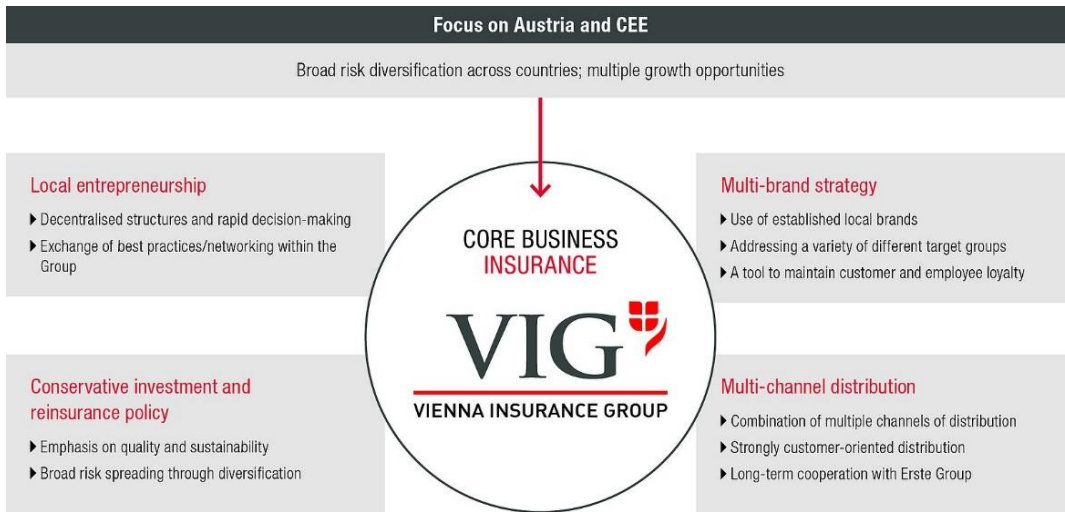 Focus on Austria and CEE
Broad risk diversification across countries; multiple growth opportunities
Local entrepreneurship
Decentralised structures and rapid decision-making
Exchange of best practices/networking within the
Group
CORE BUSINESS
INSURANCE
VIG
VIENNA INSURANCE GROUP
Multi-brand strategy
Use of established local brands
Addressing a variety of different target groups
A tool to maintain customer and employee loyalty
Conservative investment and
reinsurance policy
Emphasis on quality and sustainability
Broad risk spreading through diversification
Multi-channel distribution
Combination of multiple channels of distribution
Strongly customer-oriented distribution
Long-term cooperation with Erste Group